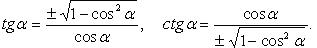 tgα = ±√(1−cos²α) / cosα, ctgα = cosα / ±√(1−cos²α).